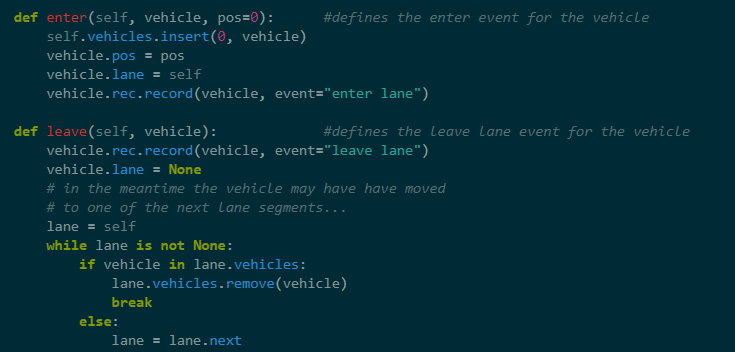 def enter(self, vehicle, pos=0):      #defines the enter event for the vehicle
    self.vehicles.insert(0, vehicle)
    vehicle.pos = pos
    vehicle.lane = self
    vehicle.rec.record(vehicle, event="enter lane")

def leave(self, vehicle):             #defines the leave lane event for the vehicle
    vehicle.rec.record(vehicle, event="leave lane")
    vehicle.lane = None
    # in the meantime the vehicle may have have moved
    # to one of the next lane segments...
    lane = self
    while lane is not None:
        if vehicle in lane.vehicles:
            lane.vehicles.remove(vehicle)
            break
        else:
            lane = lane.next